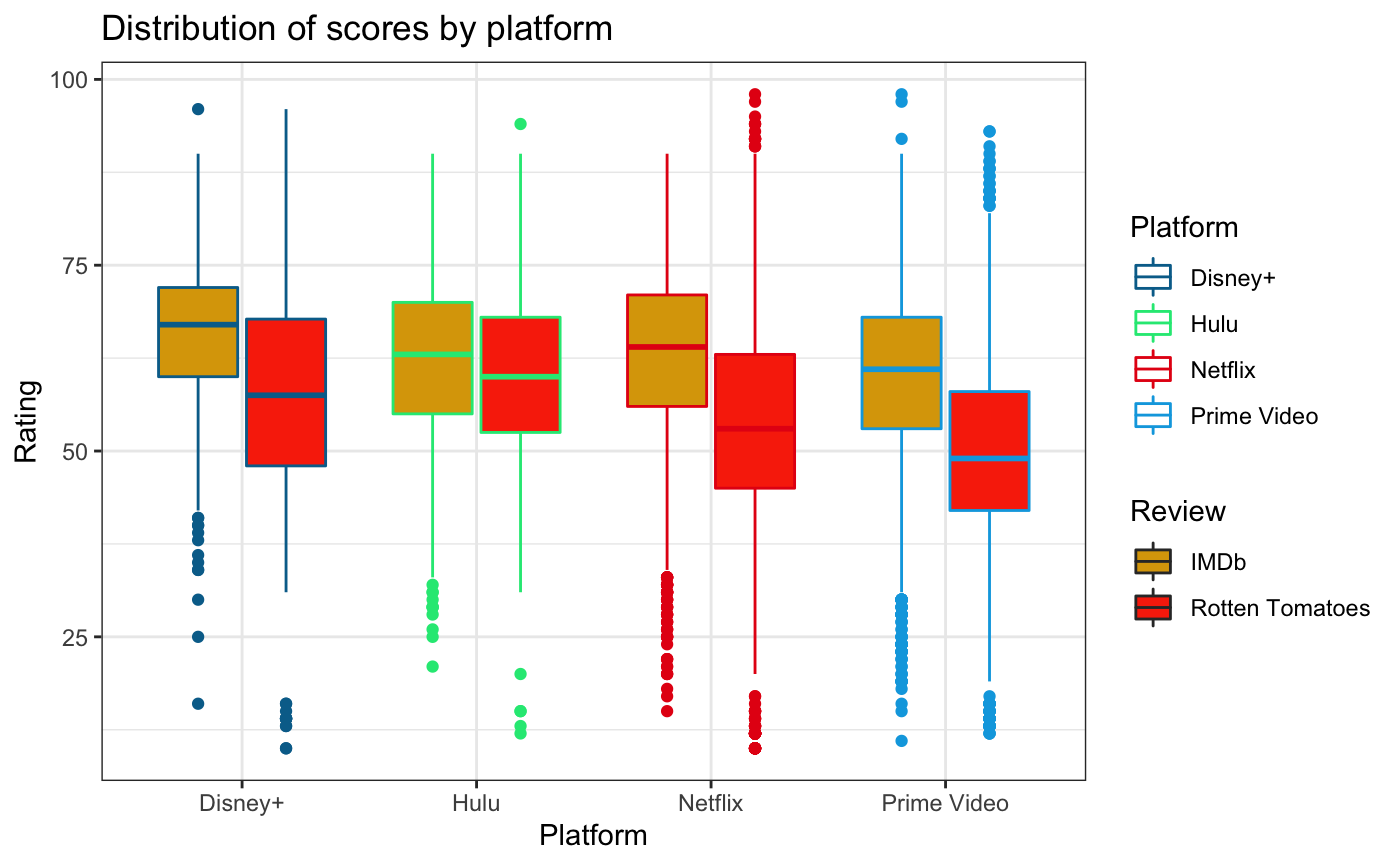 Distribution of scores by platform
100
75
50
25
Rating
Disney+
Hulu
Netflix
Prime Video
Platform
Platform
Disney+
Hulu
Netflix
Prime Video
Review
IMDb
Rotten Tomatoes